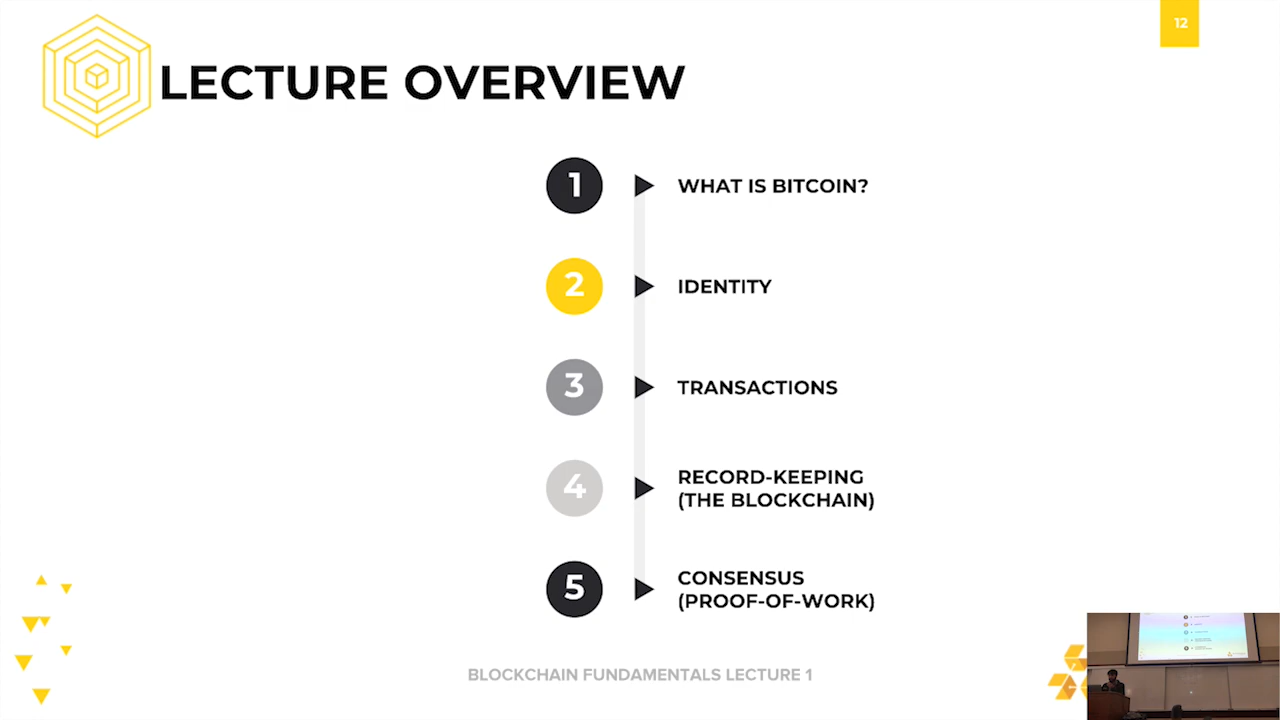 12
LECTURE OVERVIEW
1
WHAT IS BITCOIN?
2
IDENTITY
3
TRANSACTIONS
4
RECORD-KEEPING
(THE BLOCKCHAIN)
5
CONSENSUS
(PROOF-OF-WORK)
BLOCKCHAIN FUNDAMENTALS LECTURE 1